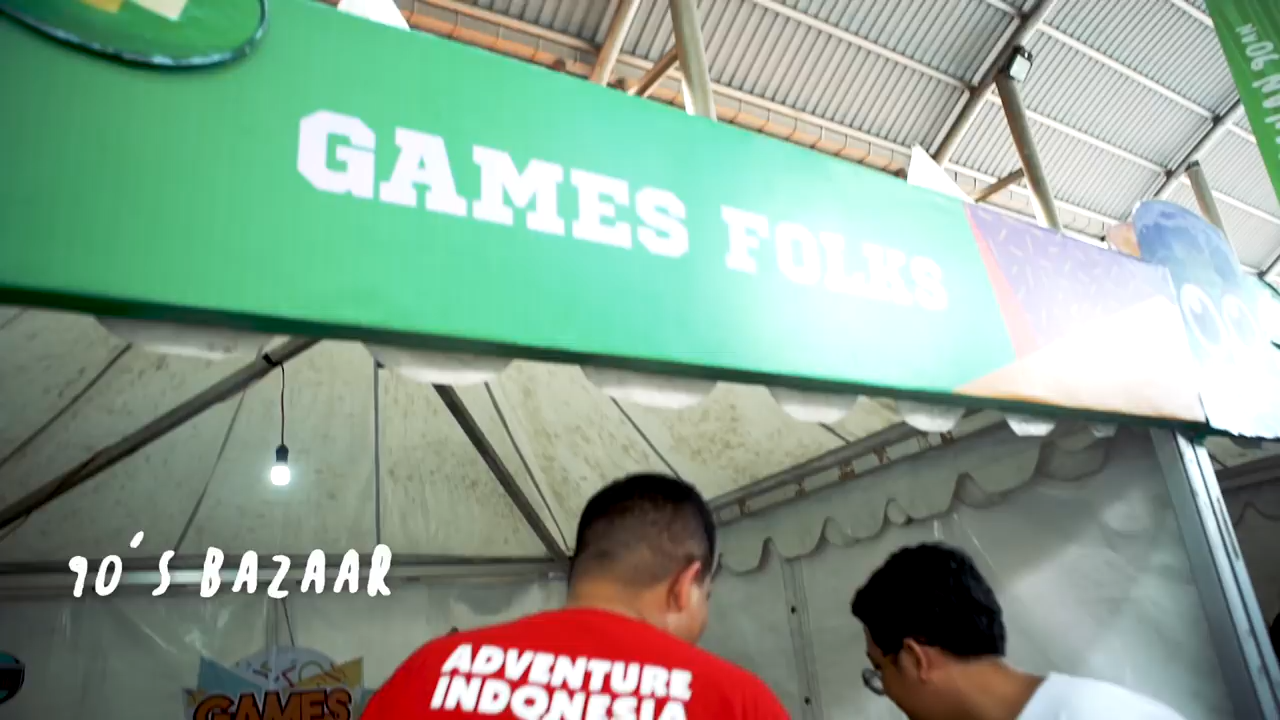 GAMES FOLKS
90'S BAZAAR
ADVENTURE
INDONESIA
GAMES